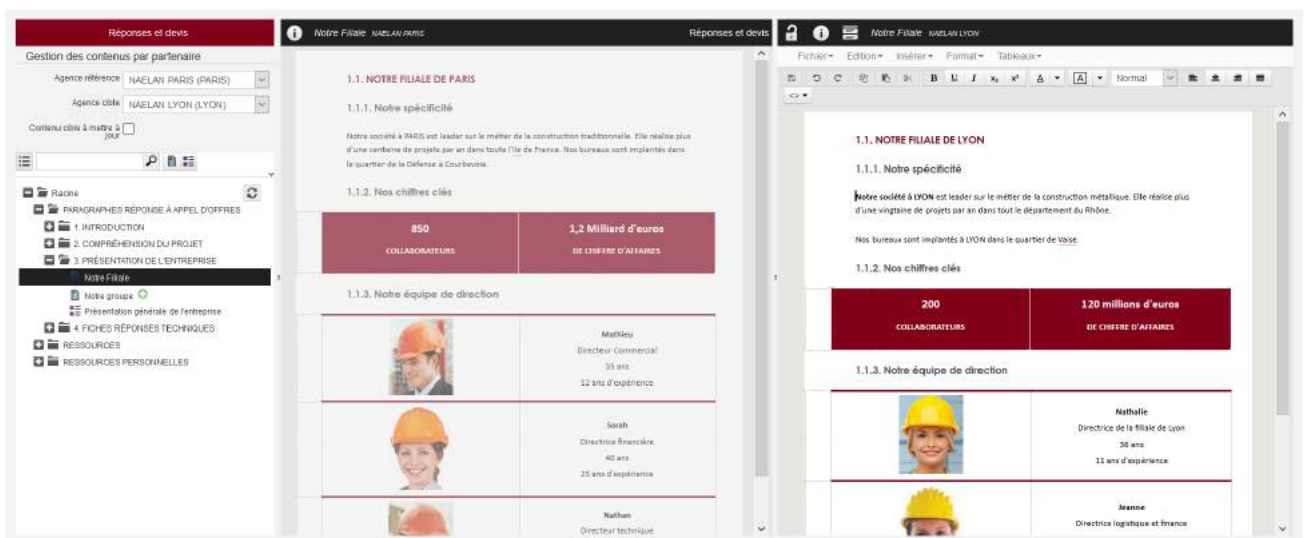 Réponses et devis
Gestion des contenus par partenaire
Agence référence NAELAN PARIS (PARIS)
Agence cible NAELAN LYON (LYON)
Contenu cible à mettre à
jour
Racine
PARAGRAPHES RÉPONSE À APPEL D'OFFRES
1. INTRODUCTION
2. COMPRÉHENSION DU PROJET
3. PRÉSENTATION DE L'ENTREPRISE
Notre Filiale
Notre groupe
Présentation générale de l'entreprise
4. FICHES RÉPONSES TECHNIQUES
RESSOURCES
RESSOURCES PERSONNELLES
Notre Filiale NAELAN PARIS Réponses et devis
1.1. NOTRE FILIALE DE PARIS
1.1.1. Notre spécificité
Notre société à PARIS est leader sur le métier de la construction traditionnelle. Elle réalise plus
d'une centaine de projets par an dans toute l'Ile de France. Nos bureaux sont implantés dans
le quartier de la Défense à Courbevoie.
1.1.2. Nos chiffres clés
850 1,2 Milliard d'euros
COLLABORATEURS DE CHIFFRE D'AFFAIRES
1.1.3. Notre équipe de direction
Mathieu
Directeur Commercial
35 ans
12 ans d'expérience
Sarah
Directrice financière
40 ans
25 ans d'expérience
Nathan
Directeur technique
Notre Filiale NAELAN LYON
Fichier Edition Insérer Format Tableaux
B U I x₂ x² A A Normal
<>
1.1. NOTRE FILIALE DE LYON
1.1.1. Notre spécificité
Notre société à LYON est leader sur le métier de la construction métallique. Elle réalise plus
d'une vingtaine de projets par an dans tout le département du Rhône.
Nos bureaux sont implantés à LYON dans le quartier de Vaise.
1.1.2. Nos chiffres clés
200 120 millions d'euros
COLLABORATEURS DE CHIFFRE D'AFFAIRES
1.1.3. Notre équipe de direction
Nathalie
Directrice de la filiale de Lyon
36 ans
11 ans d'expérience
Jeanne
Directrice logistique et finance